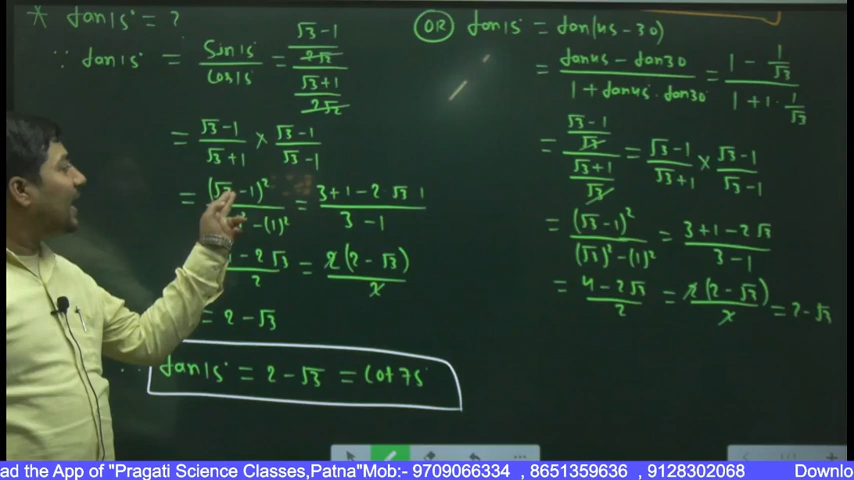 * tan15° = ?
∵ tan15° = sin15 / cos15 = (√3-1 / 2√2) / (√3+1 / 2√2)
= √3-1 / √3+1 × √3-1 / √3-1
= (√3-1)² / ² -(1)² = 3+1-2·√3·1 / 3-1
- 2√3 / 2 = 2(2-√3) / 2
= 2-√3
tan15° = 2-√3 = cot75°
OR tan15° = tan(45-30)
= tan45 - tan30 / 1 + tan45·tan30 = 1 - 1/√3 / 1 + 1·1/√3
= (√3-1 / √3) / (√3+1 / √3) = √3-1 / √3+1 × √3-1 / √3-1
= (√3-1)² / (√3)²-(1)² = 3+1-2√3 / 3-1
= 4-2√3 / 2 = 2(2-√3) / 2 = 2-√3
ad the App of "Pragati Science Classes,Patna"Mob:- 9709066334 , 8651359636 , 9128302068 Downlo